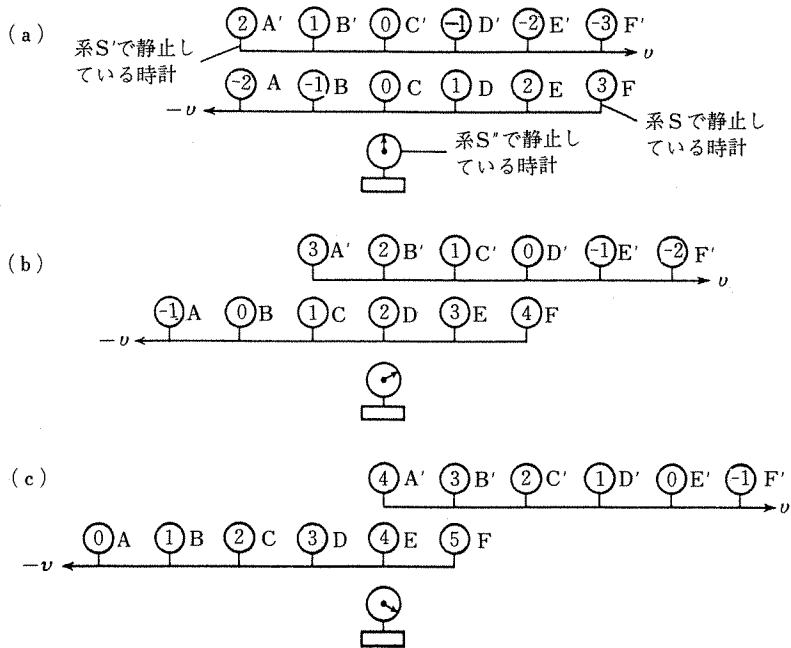 (a)
2 A′ 1 B′ 0 C′ -1 D′ -2 E′ -3 F′
υ
系S′で静止し
ている時計
-2 A -1 B 0 C 1 D 2 E 3 F
-υ
系Sで静止し
ている時計
系S″で静止し
ている時計
(b)
3 A′ 2 B′ 1 C′ 0 D′ -1 E′ -2 F′
υ
-1 A 0 B 1 C 2 D 3 E 4 F
-υ
(c)
4 A′ 3 B′ 2 C′ 1 D′ 0 E′ -1 F′
υ
0 A 1 B 2 C 3 D 4 E 5 F
-υ